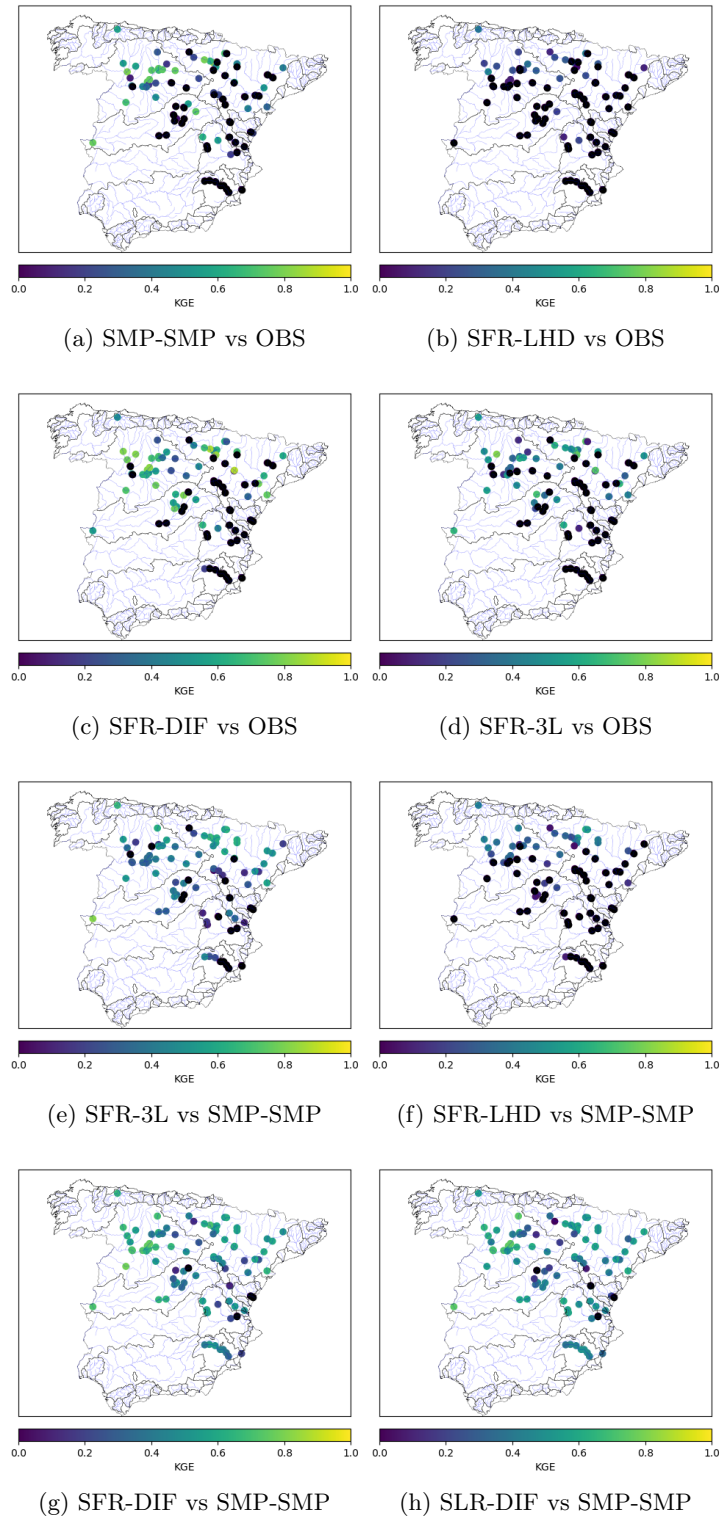 0.0 0.2 0.4 0.6 0.8 1.0 0.0 0.2 0.4 0.6 0.8 1.0
KGE KGE
(a) SMP-SMP vs OBS (b) SFR-LHD vs OBS
0.0 0.2 0.4 0.6 0.8 1.0 0.0 0.2 0.4 0.6 0.8 1.0
KGE KGE
(c) SFR-DIF vs OBS (d) SFR-3L vs OBS
0.0 0.2 0.4 0.6 0.8 1.0 0.0 0.2 0.4 0.6 0.8 1.0
KGE KGE
(e) SFR-3L vs SMP-SMP (f) SFR-LHD vs SMP-SMP
0.0 0.2 0.4 0.6 0.8 1.0 0.0 0.2 0.4 0.6 0.8 1.0
KGE KGE
(g) SFR-DIF vs SMP-SMP (h) SLR-DIF vs SMP-SMP